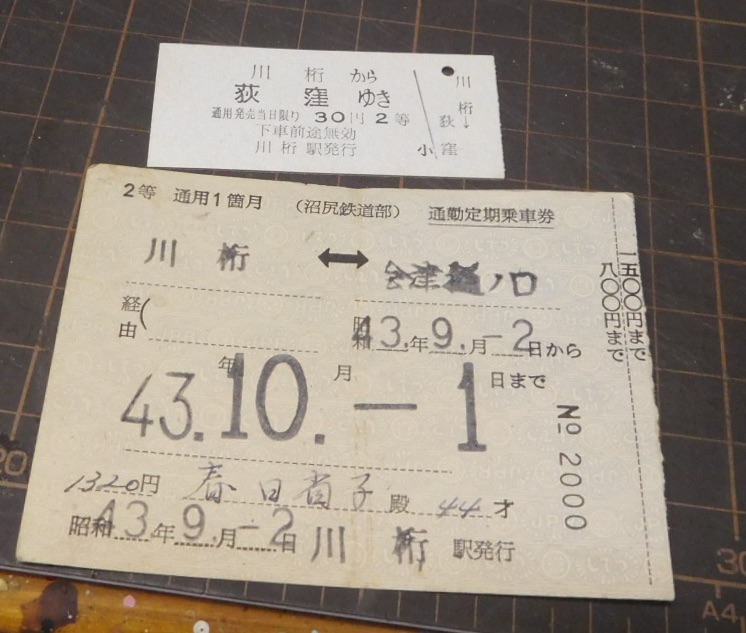 川桁から
荻窪ゆき
通用発売当日限り 30円 2等
下車前途無効
川桁駅発行
川桁
↓
荻窪
小
2等 通用1箇月 (沼尻鉄道部) 通勤定期乗車券
川桁 ↔ 会津樋ノ口
経由(
昭和43.年9.月-2日から
43.年10.月-1日まで
1320円 春日 子殿 44才
昭和43年9.月-2日 川桁駅発行
№ 2000
一五〇〇円まで
八〇〇円まで
20
30
A4